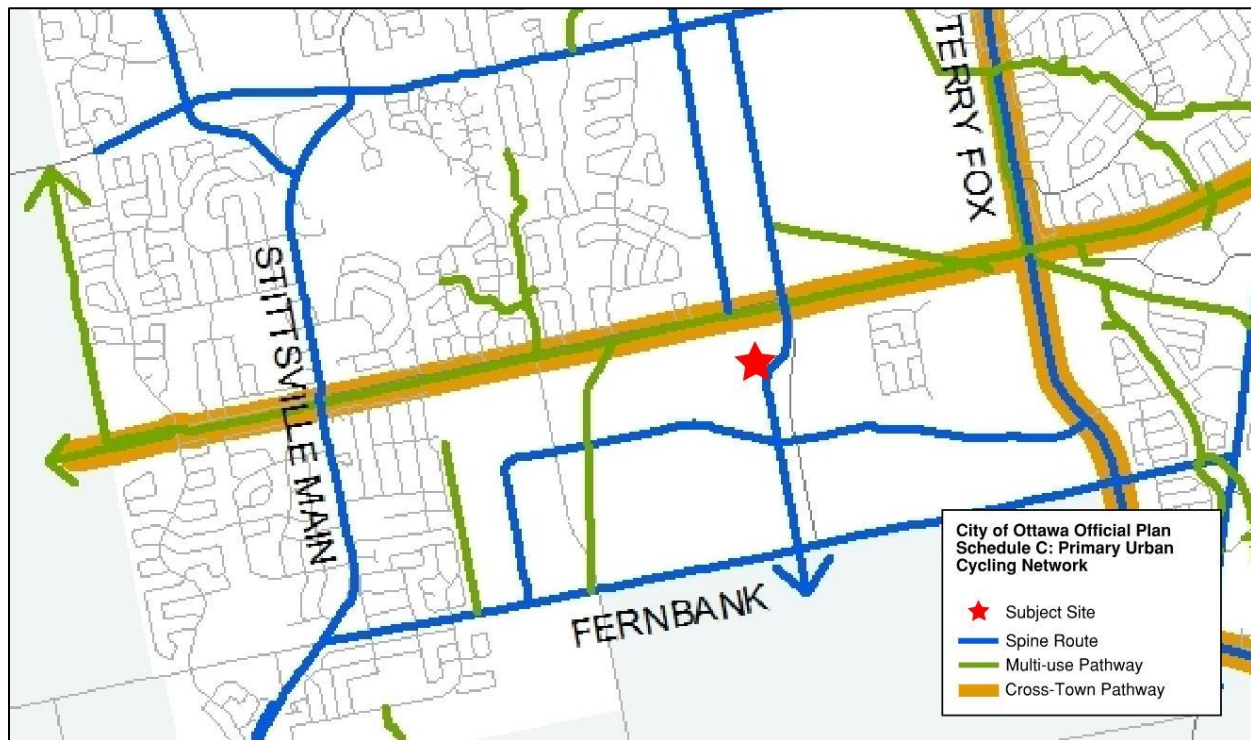 TERRY FOX
STITTSVILLE MAIN
FERNBANK
City of Ottawa Official Plan
Schedule C: Primary Urban
Cycling Network
Subject Site
Spine Route
Multi-use Pathway
Cross-Town Pathway